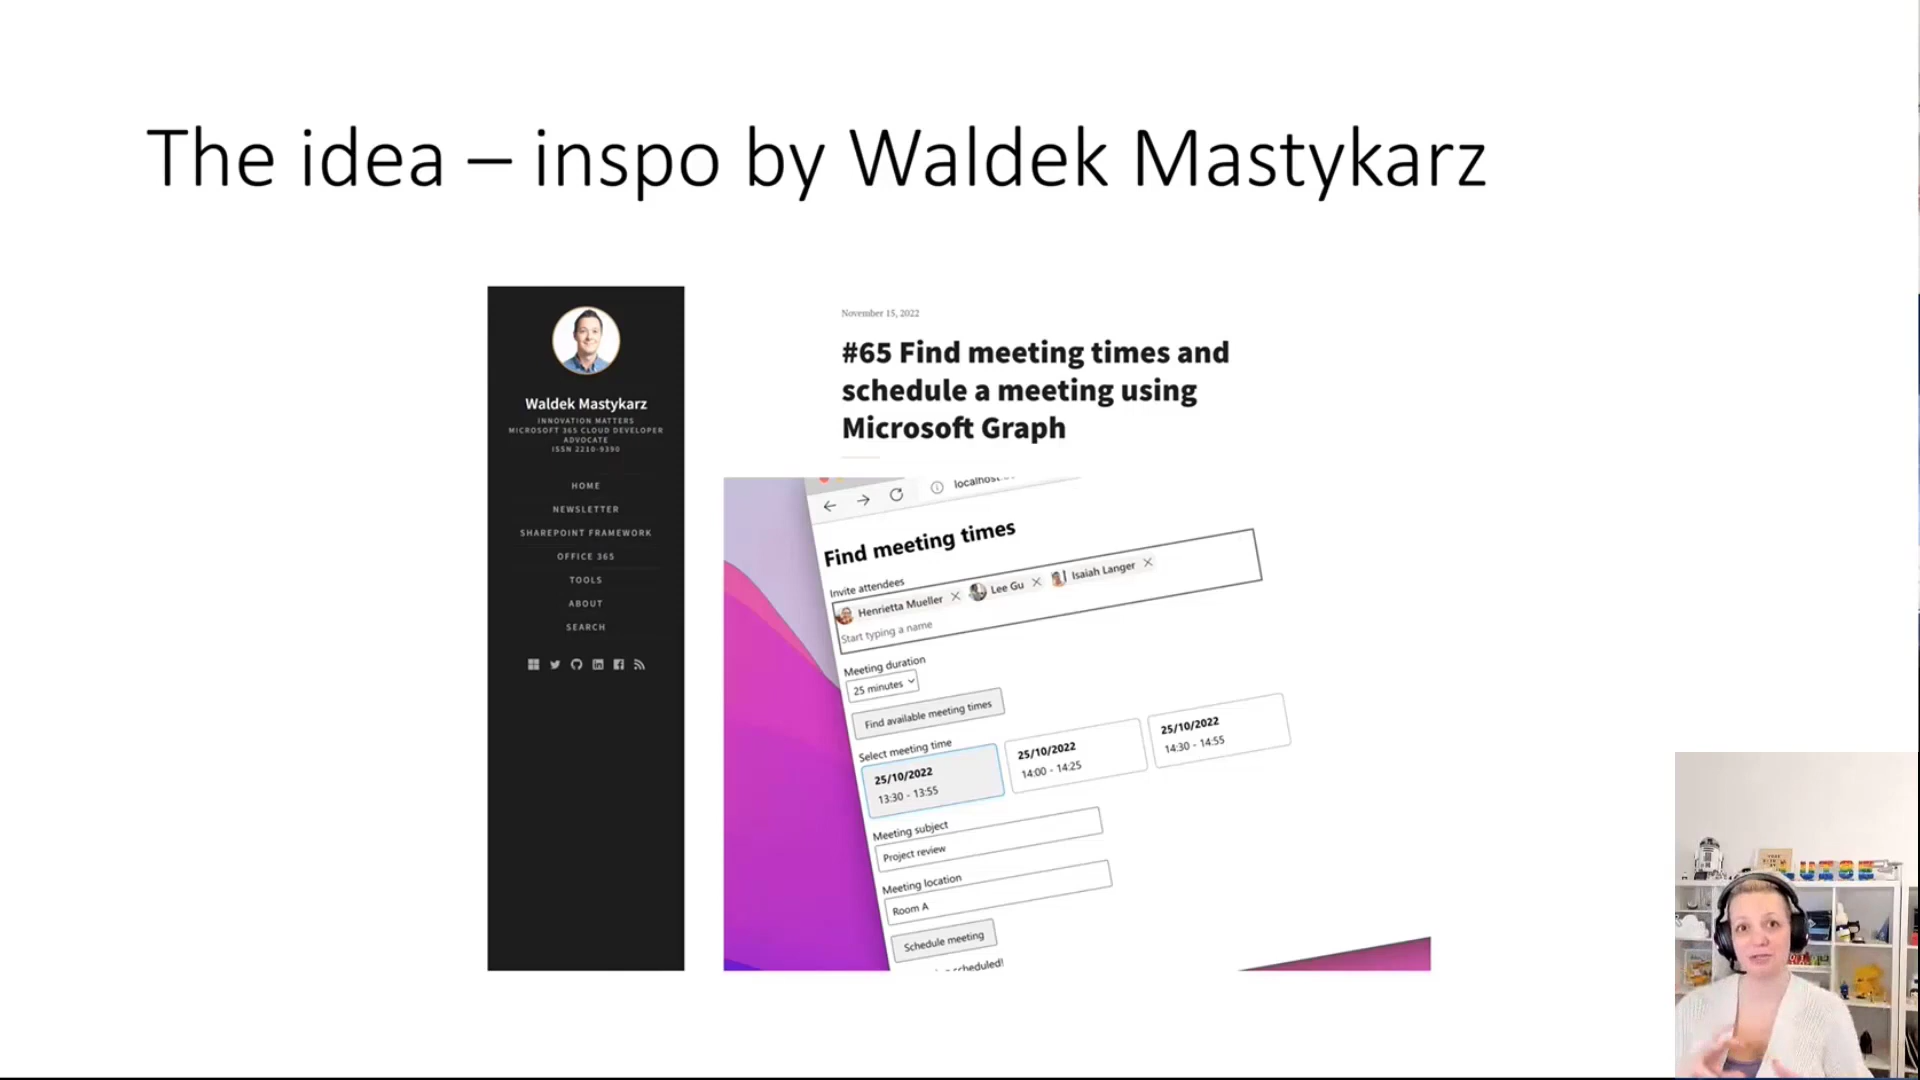 The idea – inspo by Waldek Mastykarz
Waldek Mastykarz
INNOVATION MATTERS
MICROSOFT 365 CLOUD DEVELOPER
ADVOCATE
ISSN 2210-9390
HOME
NEWSLETTER
SHAREPOINT FRAMEWORK
OFFICE 365
TOOLS
ABOUT
SEARCH
November 15, 2022
#65 Find meeting times and
schedule a meeting using
Microsoft Graph
Find meeting times
Invite attendees
Henrietta Mueller Lee Gu Isaiah Langer
Start typing a name
Meeting duration
25 minutes
Find available meeting times
Select meeting time
25/10/2022
13:30 - 13:55
25/10/2022
14:00 - 14:25
25/10/2022
14:30 - 14:55
Meeting subject
Project review
Meeting location
Room A
Schedule meeting